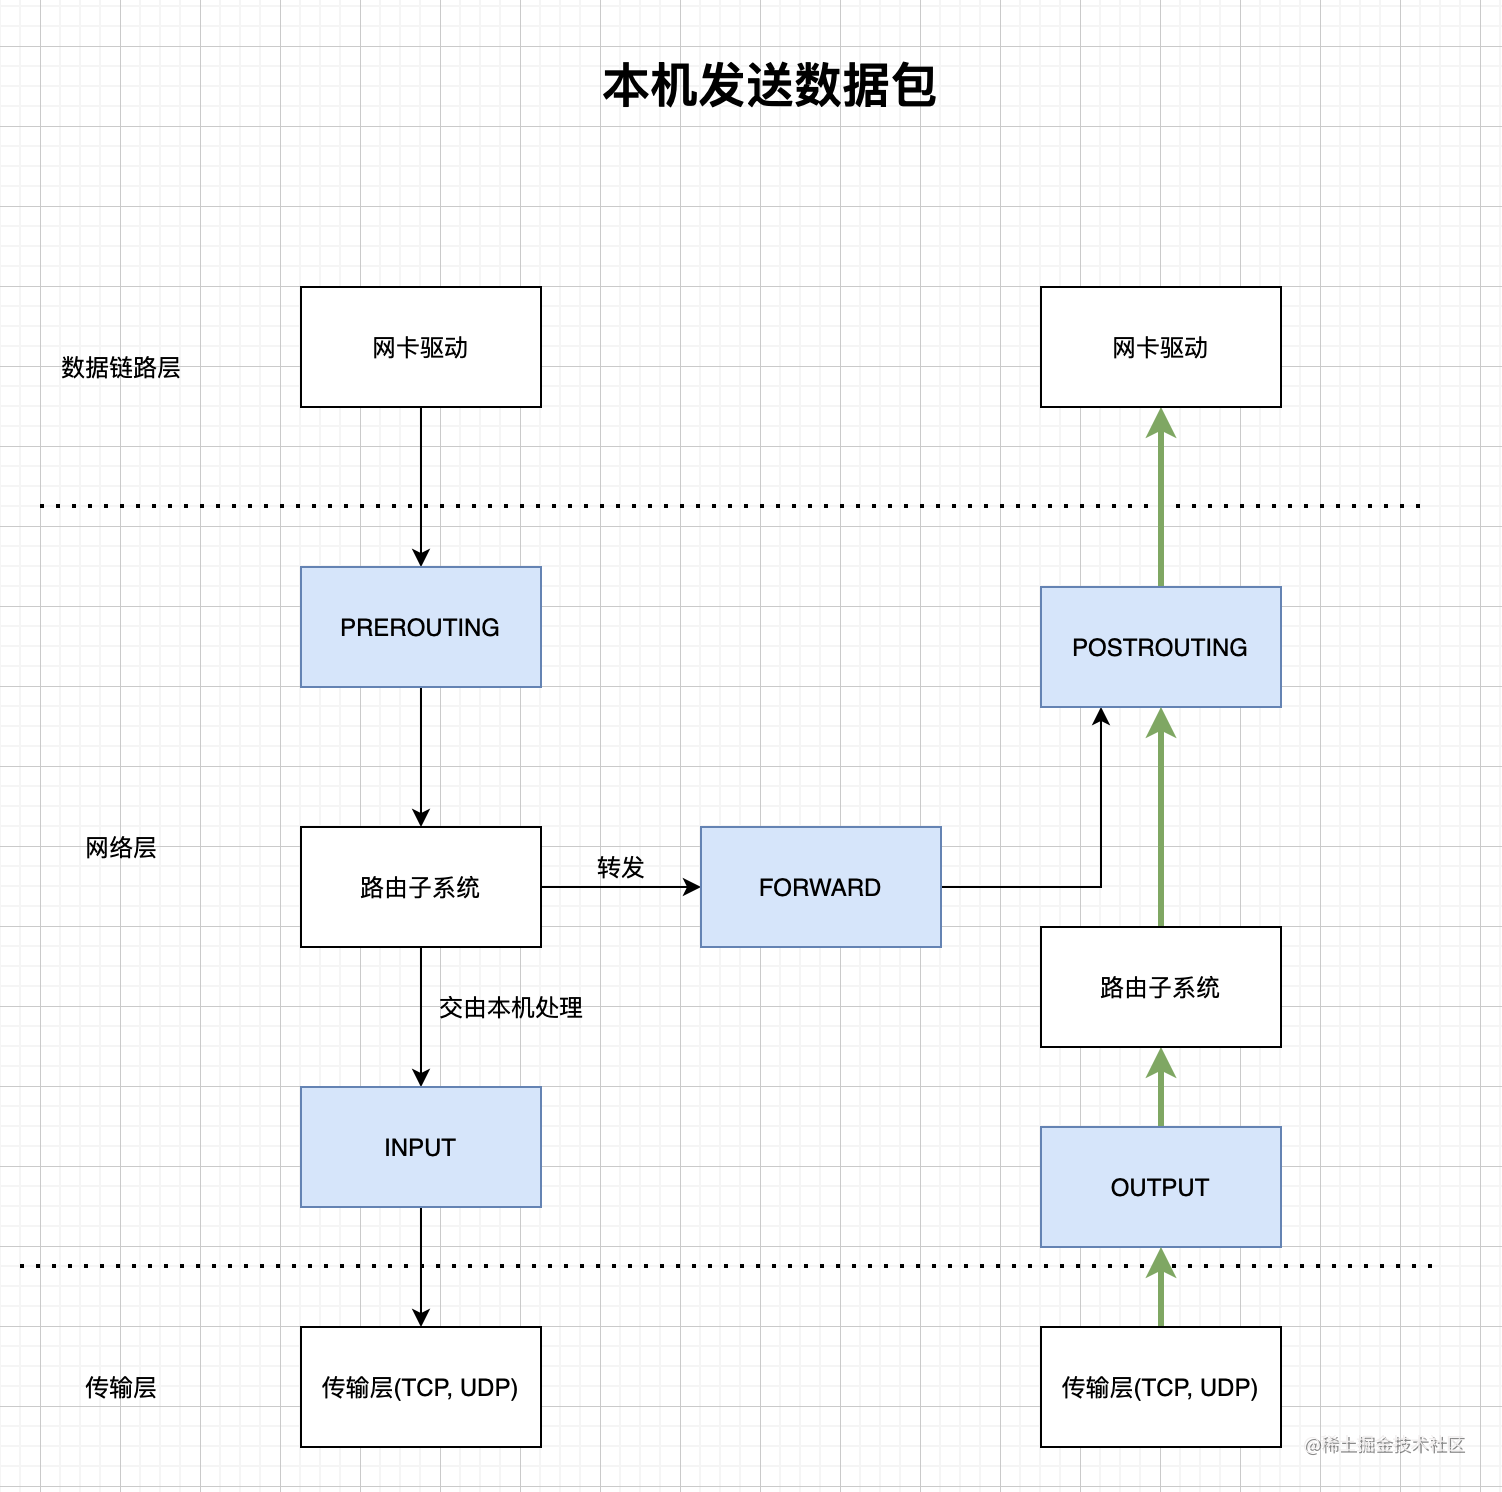 本机发送数据包
网卡驱动
网卡驱动
数据链路层
PREROUTING
POSTROUTING
网络层
转发
路由子系统
FORWARD
路由子系统
交由本机处理
INPUT
OUTPUT
传输层
传输层(TCP, UDP)
传输层(TCP, UDP)
@稀土掘金技术社区